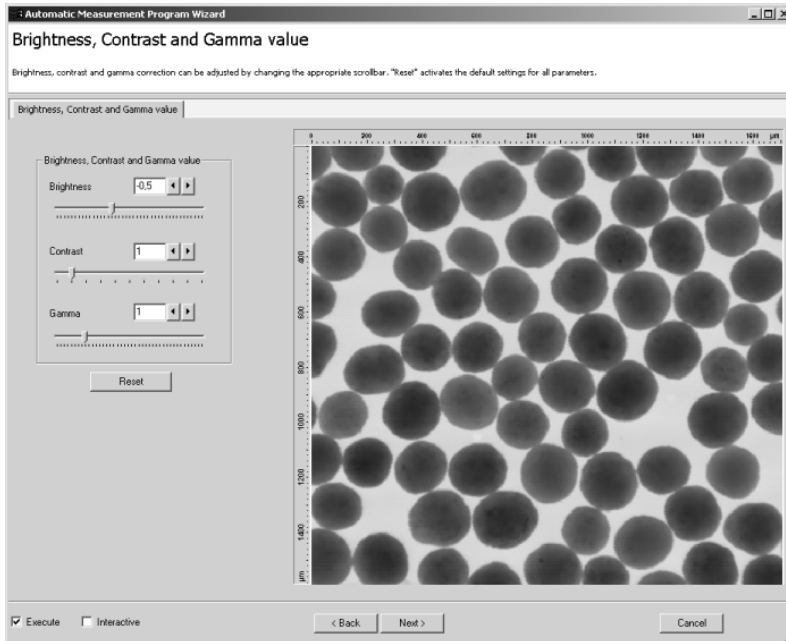 Automatic Measurement Program Wizard
Brightness, Contrast and Gamma value
Brightness, contrast and gamma correction can be adjusted by changing the appropriate scrollbar. "Reset" activates the default settings for all parameters.
Brightness, Contrast and Gamma value
Brightness, Contrast and Gamma value
Brightness -0,5
Contrast 1
Gamma 1
Reset
0 200 400 600 800 1000 1200 1400 1600 µm
200
400
600
800
1000
1200
1400
µm
Execute Interactive < Back Next > Cancel